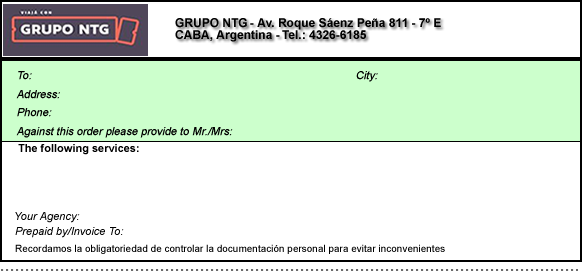 VIAJÁ CON
GRUPO NTG
GRUPO NTG - Av. Roque Sáenz Peña 811 - 7º E
CABA, Argentina - Tel.: 4326-6185
To: City:
Address:
Phone:
Against this order please provide to Mr./Mrs:
The following services:
Your Agency:
Prepaid by/Invoice To:
Recordamos la obligatoriedad de controlar la documentación personal para evitar inconvenientes